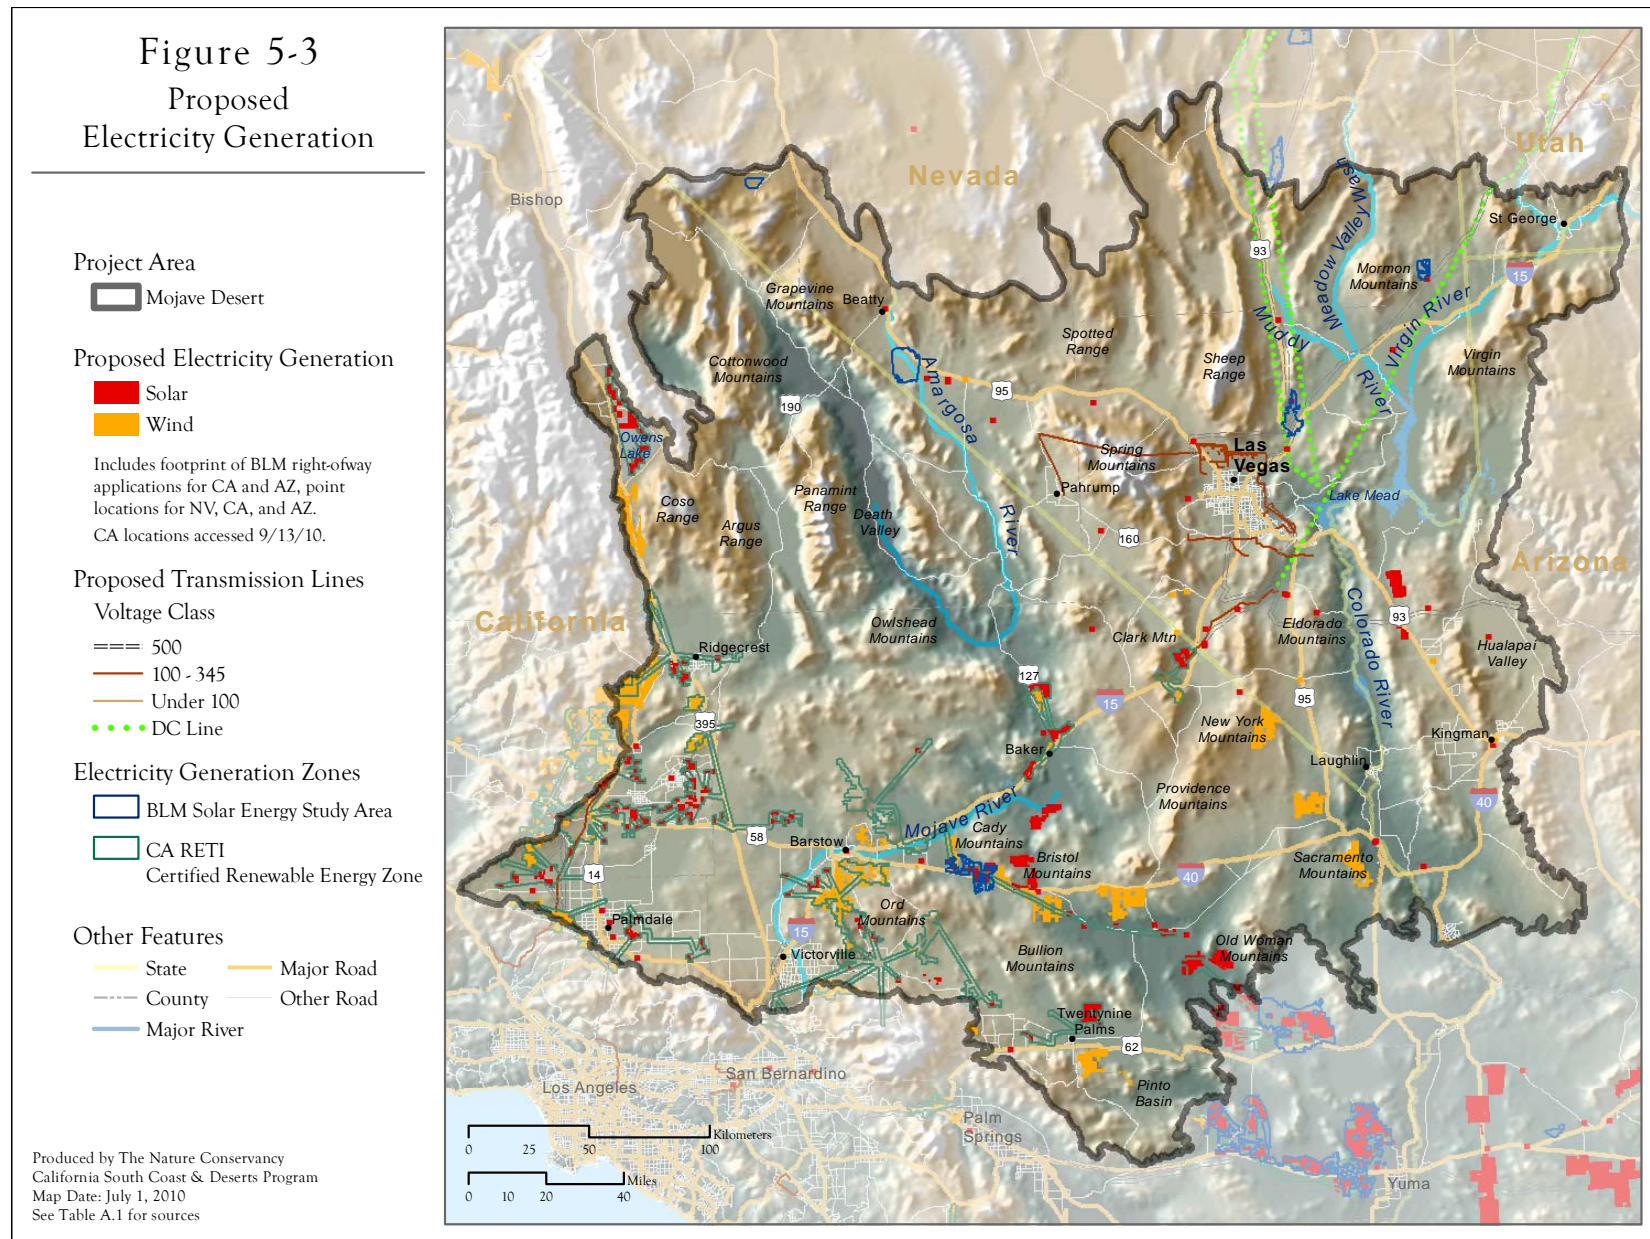 Figure 5-3
Proposed
Electricity Generation
Project Area
Mojave Desert
Proposed Electricity Generation
Solar
Wind
Includes footprint of BLM right-ofway
applications for CA and AZ, point
locations for NV, CA, and AZ.
CA locations accessed 9/13/10.
Proposed Transmission Lines
Voltage Class
500
100 - 345
Under 100
DC Line
Electricity Generation Zones
BLM Solar Energy Study Area
CA RETI
Certified Renewable Energy Zone
Other Features
State
Major Road
County
Other Road
Major River
Produced by The Nature Conservancy
California South Coast & Deserts Program
Map Date: July 1, 2010
See Table A.1 for sources
Nevada
Utah
Bishop
St George
Meadow Valley Wash
93
15
Mormon
Mountains
Grapevine
Mountains
Beatty
Virgin River
Muddy
River
Spotted
Range
Sheep
Range
Virgin
Mountains
Cottonwood
Mountains
Amargosa
River
95
190
Owens
Lake
Las
Vegas
Spring
Mountains
Pahrump
Lake Mead
Coso
Range
Panamint
Range
Death
Valley
Argus
Range
160
Arizona
California
Colorado River
93
Owlshead
Mountains
Clark Mtn
Eldorado
Mountains
Hualapai
Valley
Ridgecrest
127
15
95
395
New York
Mountains
Kingman
Baker
Laughlin
Providence
Mountains
40
Mojave River
58
Barstow
Cady
Mountains
Bristol
Mountains
Sacramento
Mountains
14
40
Palmdale
Ord
Mountains
15
Victorville
Bullion
Mountains
Old Woman
Mountains
Twentynine
Palms
62
San Bernardino
Los Angeles
Pinto
Basin
Palm
Springs
Kilometers
0 25 50 100
Miles
0 10 20 40
Yuma